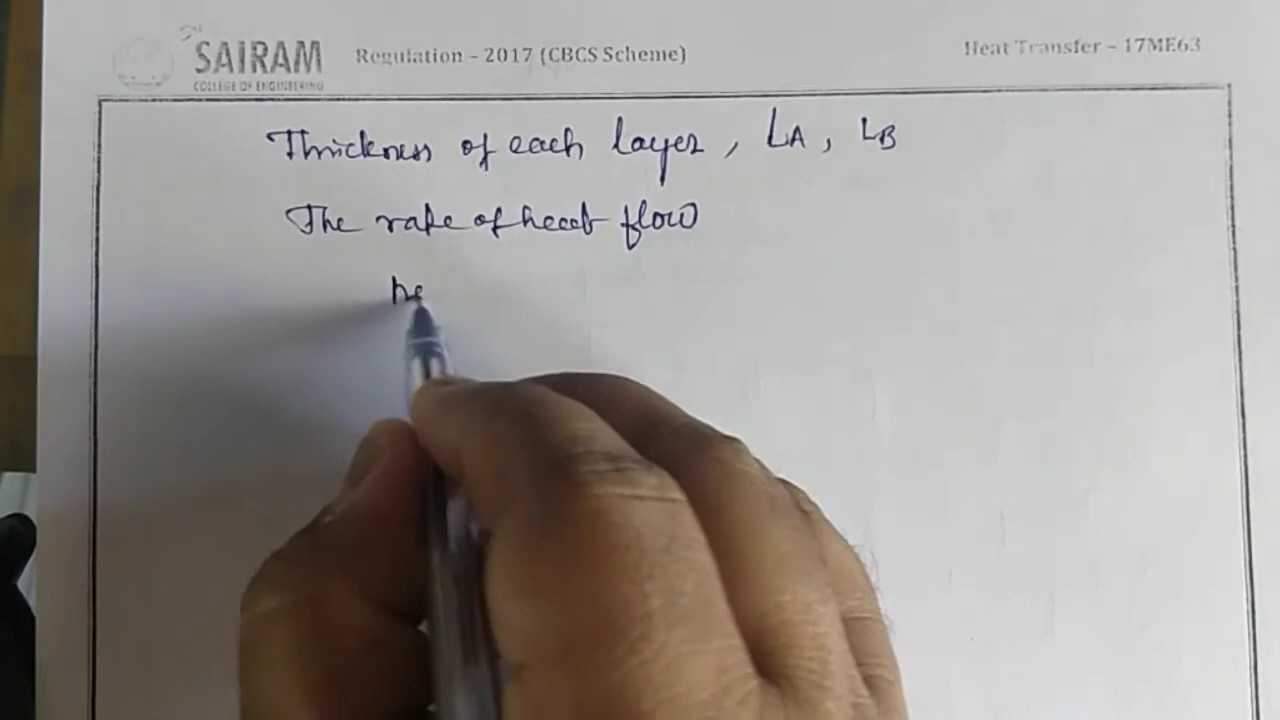 SAIRAM
COLLEGE OF ENGINEERING
Regulation - 2017 (CBCS Scheme)
Heat Transfer - 17ME63
Thickness of each layer, LA, LB
The rate of heat flow
he